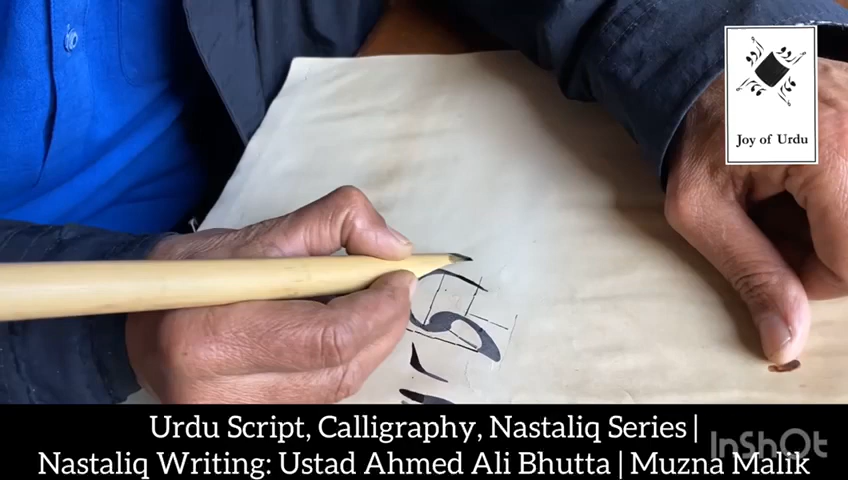 Joy of Urdu
Urdu Script, Calligraphy, Nastaliq Series |
Nastaliq Writing: Ustad Ahmed Ali Bhutta | Muzna Malik
InShOt